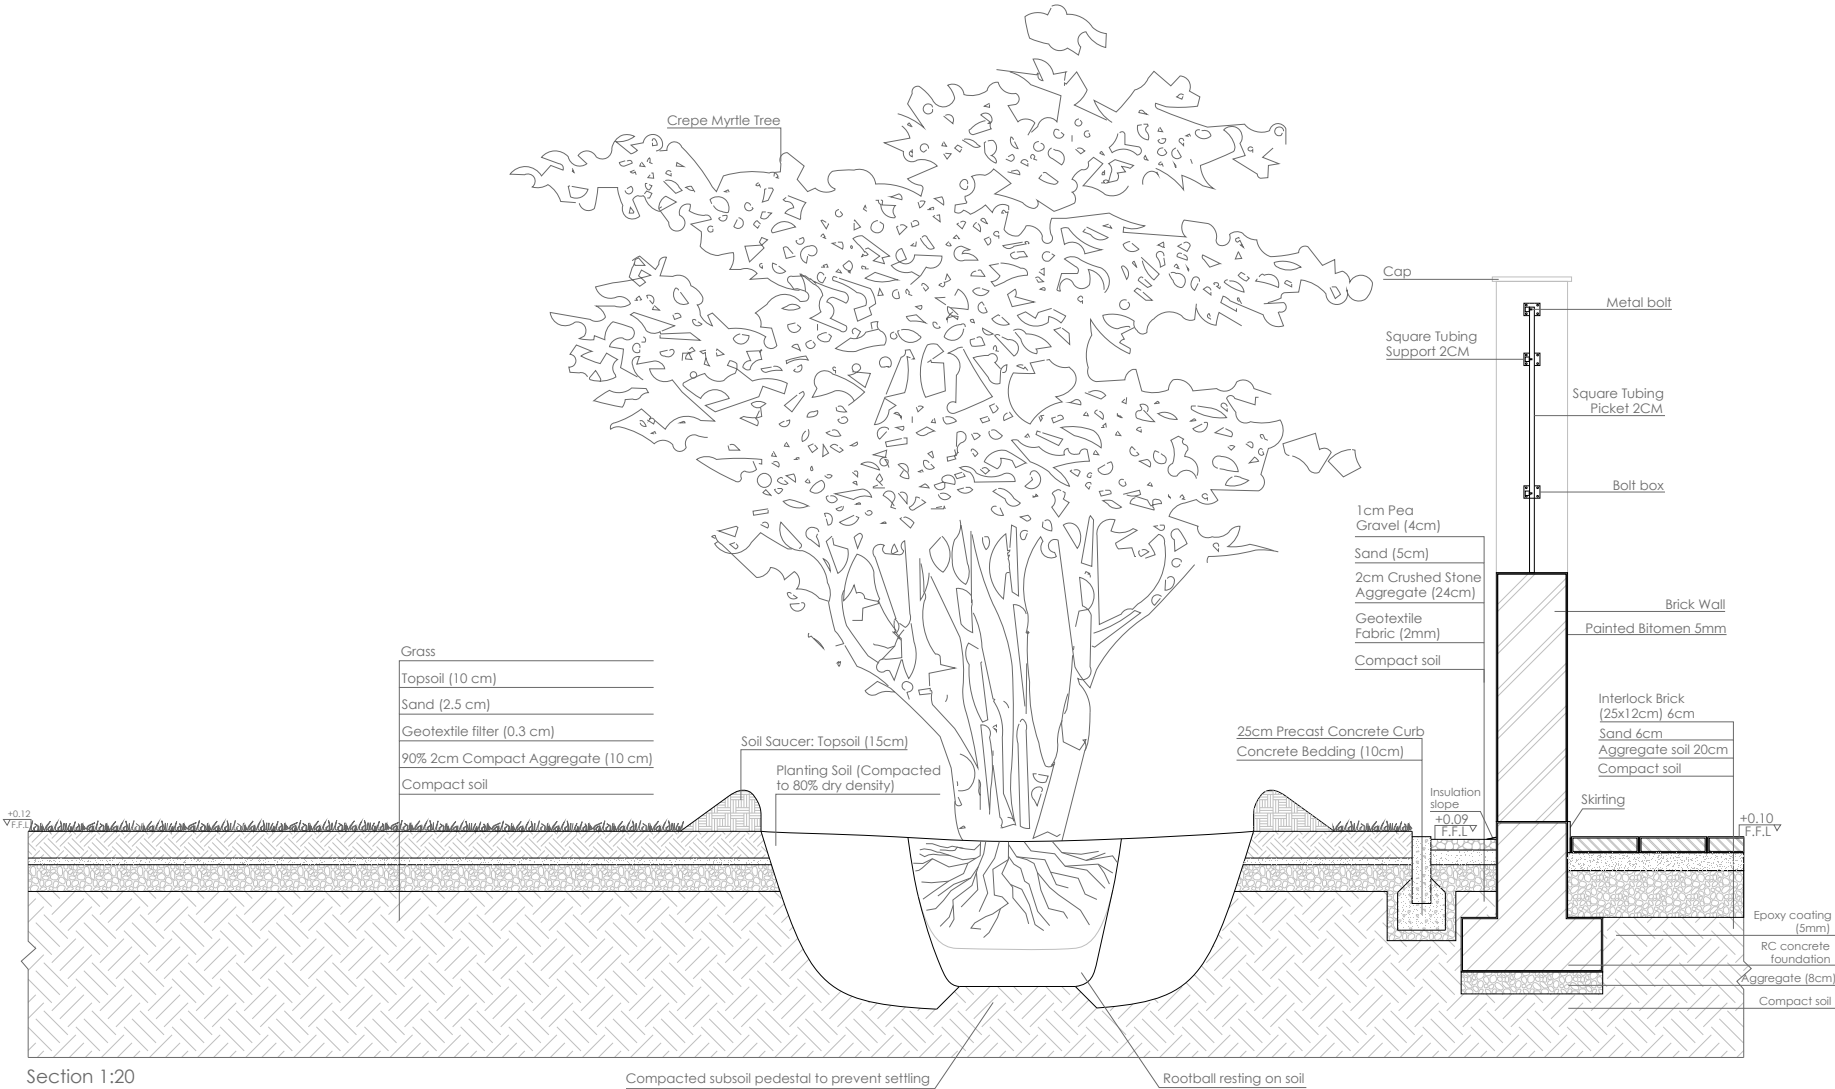 Crepe Myrtle Tree
Cap
Metal bolt
Square Tubing
Support 2CM
Square Tubing
Picket 2CM
Bolt box
1cm Pea
Gravel (4cm)
Sand (5cm)
2cm Crushed Stone
Aggregate (24cm)
Geotextile
Fabric (2mm)
Compact soil
Brick Wall
Painted Bitomen 5mm
Grass
Topsoil (10 cm)
Sand (2.5 cm)
Geotextile filter (0.3 cm)
90% 2cm Compact Aggregate (10 cm)
Compact soil
Soil Saucer: Topsoil (15cm)
Planting Soil (Compacted
to 80% dry density)
25cm Precast Concrete Curb
Concrete Bedding (10cm)
Interlock Brick
(25x12cm) 6cm
Sand 6cm
Aggregate soil 20cm
Compact soil
Insulation
slope
+0.09
F.F.L
Skirting
+0.12
F.F.L
+0.10
F.F.L
Epoxy coating
(5mm)
RC concrete
foundation
Aggregate (8cm)
Compact soil
Section 1:20
Compacted subsoil pedestal to prevent settling
Rootball resting on soil